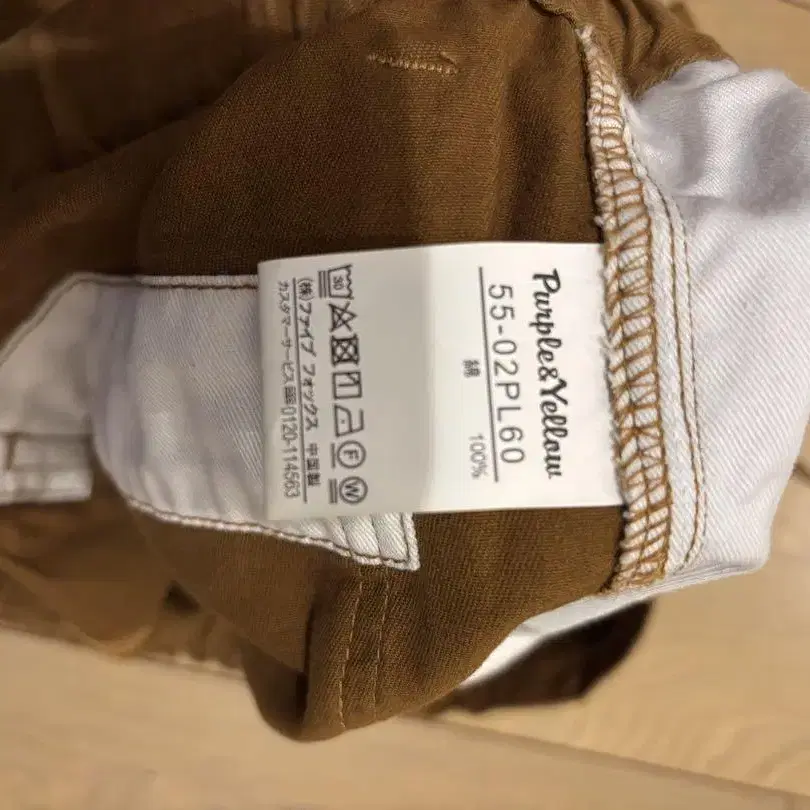 Purple&Yellow
55-02PL60
綿 100%
30 F W
(株)ファイブ フォックス 中国製
カスタマーサービス 0120-114563